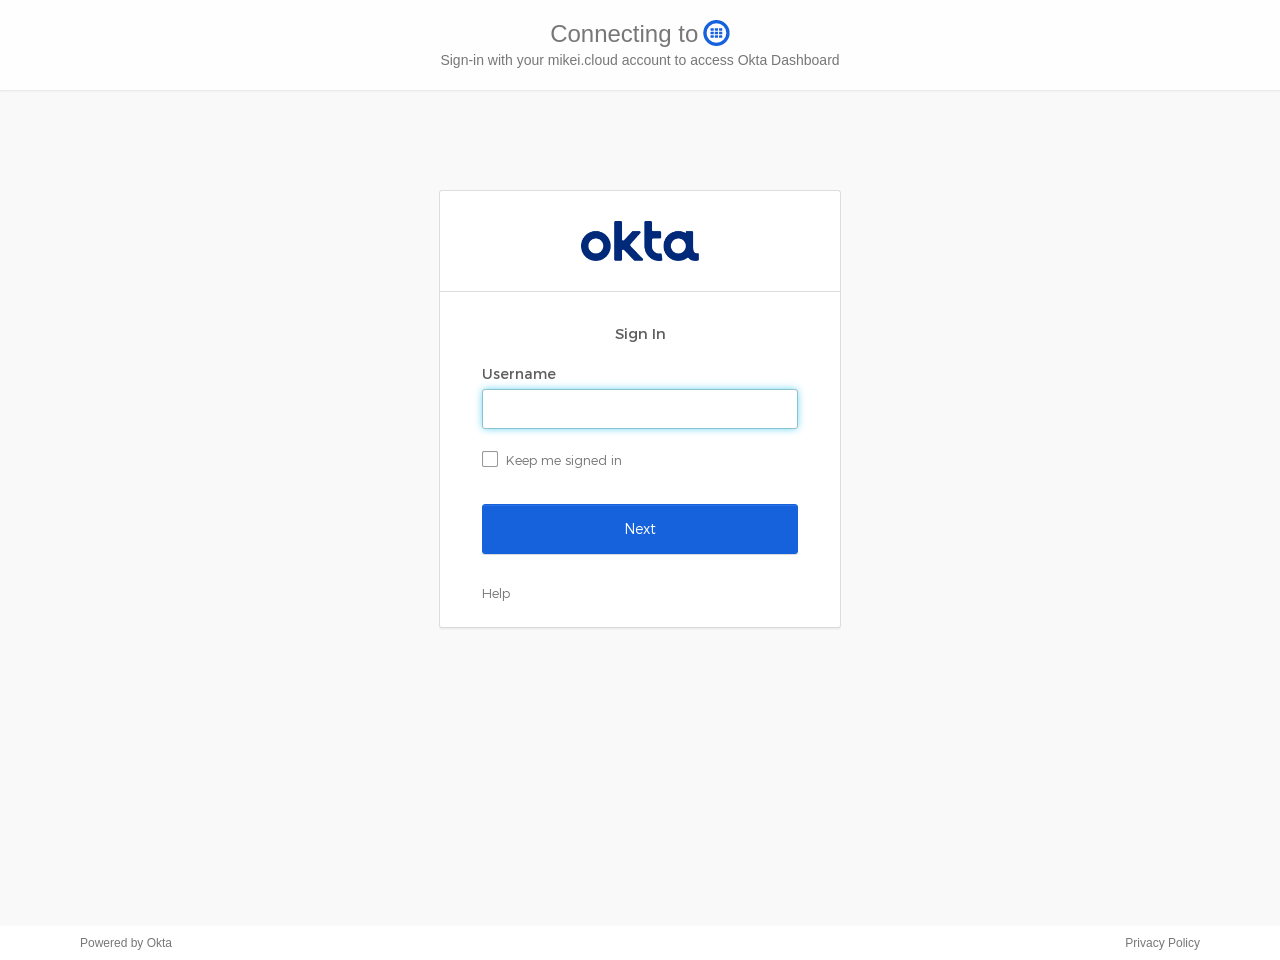 Connecting to
Sign-in with your mikei.cloud account to access Okta Dashboard
okta
Sign In
Username
Keep me signed in
Next
Help
Powered by Okta
Privacy Policy